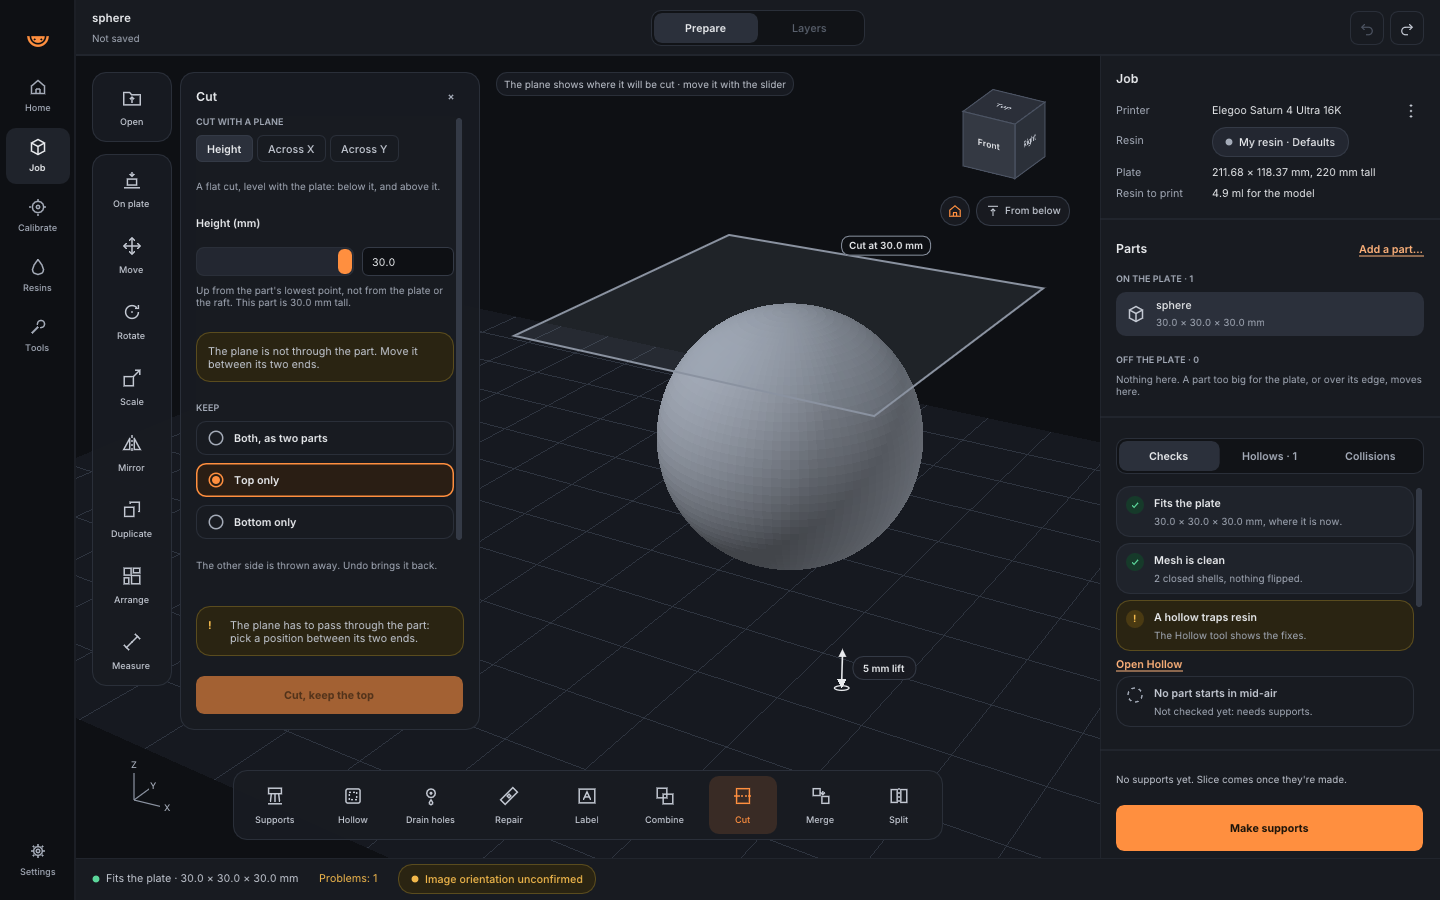 sphere
Not saved
Prepare
Layers
Home
Job
Calibrate
Resins
Tools
Settings
Open
On plate
Move
Rotate
Scale
Mirror
Duplicate
Arrange
Measure
Cut
×
CUT WITH A PLANE
Height
Across X
Across Y
A flat cut, level with the plate: below it, and above it.
Height (mm)
30.0
Up from the part's lowest point, not from the plate or
the raft. This part is 30.0 mm tall.
The plane is not through the part. Move it
between its two ends.
KEEP
Both, as two parts
Top only
Bottom only
The other side is thrown away. Undo brings it back.
!
The plane has to pass through the part:
pick a position between its two ends.
Cut, keep the top
The plane shows where it will be cut · move it with the slider
Top
Front
Right
From below
Cut at 30.0 mm
5 mm lift
Z
Y
X
Supports
Hollow
Drain holes
Repair
Label
Combine
Cut
Merge
Split
Job
Printer
Elegoo Saturn 4 Ultra 16K
Resin
My resin · Defaults
Plate
211.68 × 118.37 mm, 220 mm tall
Resin to print
4.9 ml for the model
Parts
Add a part...
ON THE PLATE · 1
sphere
30.0 × 30.0 × 30.0 mm
OFF THE PLATE · 0
Nothing here. A part too big for the plate, or over its edge, moves
here.
Checks
Hollows · 1
Collisions
Fits the plate
30.0 × 30.0 × 30.0 mm, where it is now.
Mesh is clean
2 closed shells, nothing flipped.
!
A hollow traps resin
The Hollow tool shows the fixes.
Open Hollow
No part starts in mid-air
Not checked yet: needs supports.
No supports yet. Slice comes once they're made.
Make supports
Fits the plate · 30.0 × 30.0 × 30.0 mm
Problems: 1
Image orientation unconfirmed